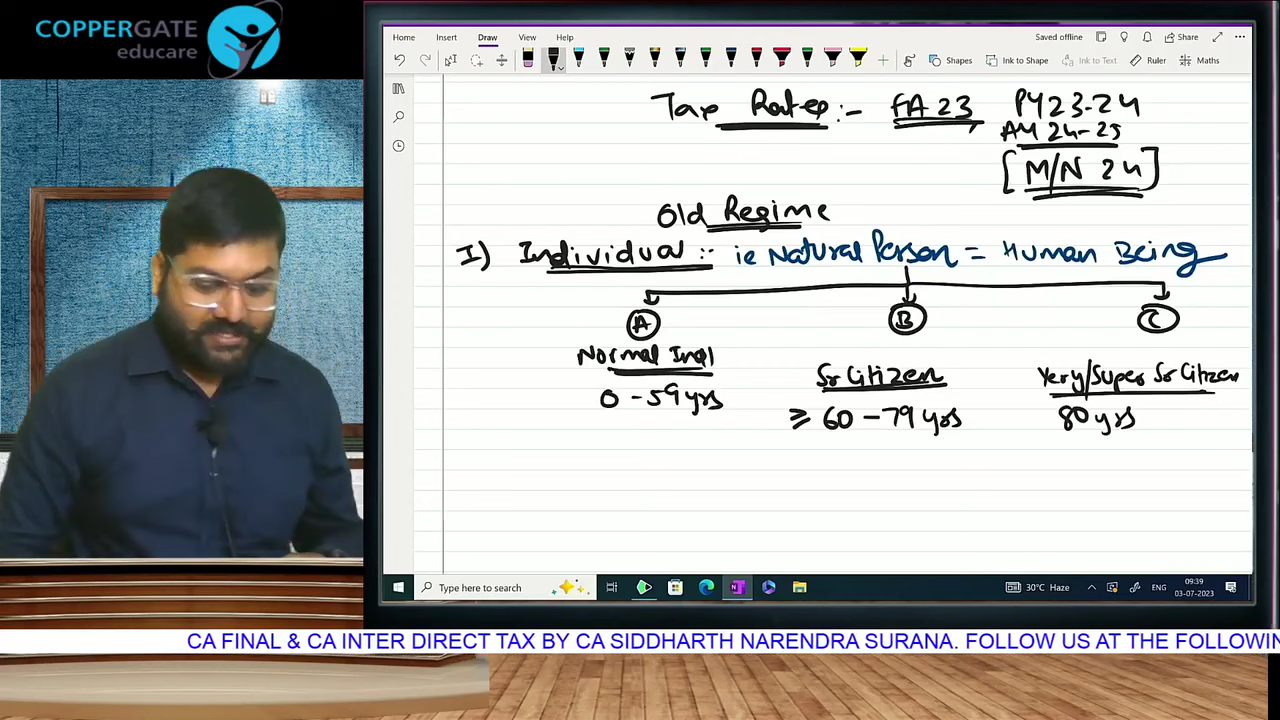 COPPERGATE
educare
Home Insert Draw View Help
Saved offline
Share
Shapes
Ink to Shape
Ink to Text
Ruler
Maths
Tax Rates :- FA 23 PY23-24
AY 24-25
[M/N 24]
Old Regime
I) Individual :- ie Natural Person = Human Being
A B C
Normal Indl
0 - 59 yrs
Sr Citizen
≥ 60 - 79 yrs
Very/Super Sr Citizen
80 yrs
Type here to search
30°C Haze
ENG
09:39
03-07-2023
CA FINAL & CA INTER DIRECT TAX BY CA SIDDHARTH NARENDRA SURANA. FOLLOW US AT THE FOLLOWIN